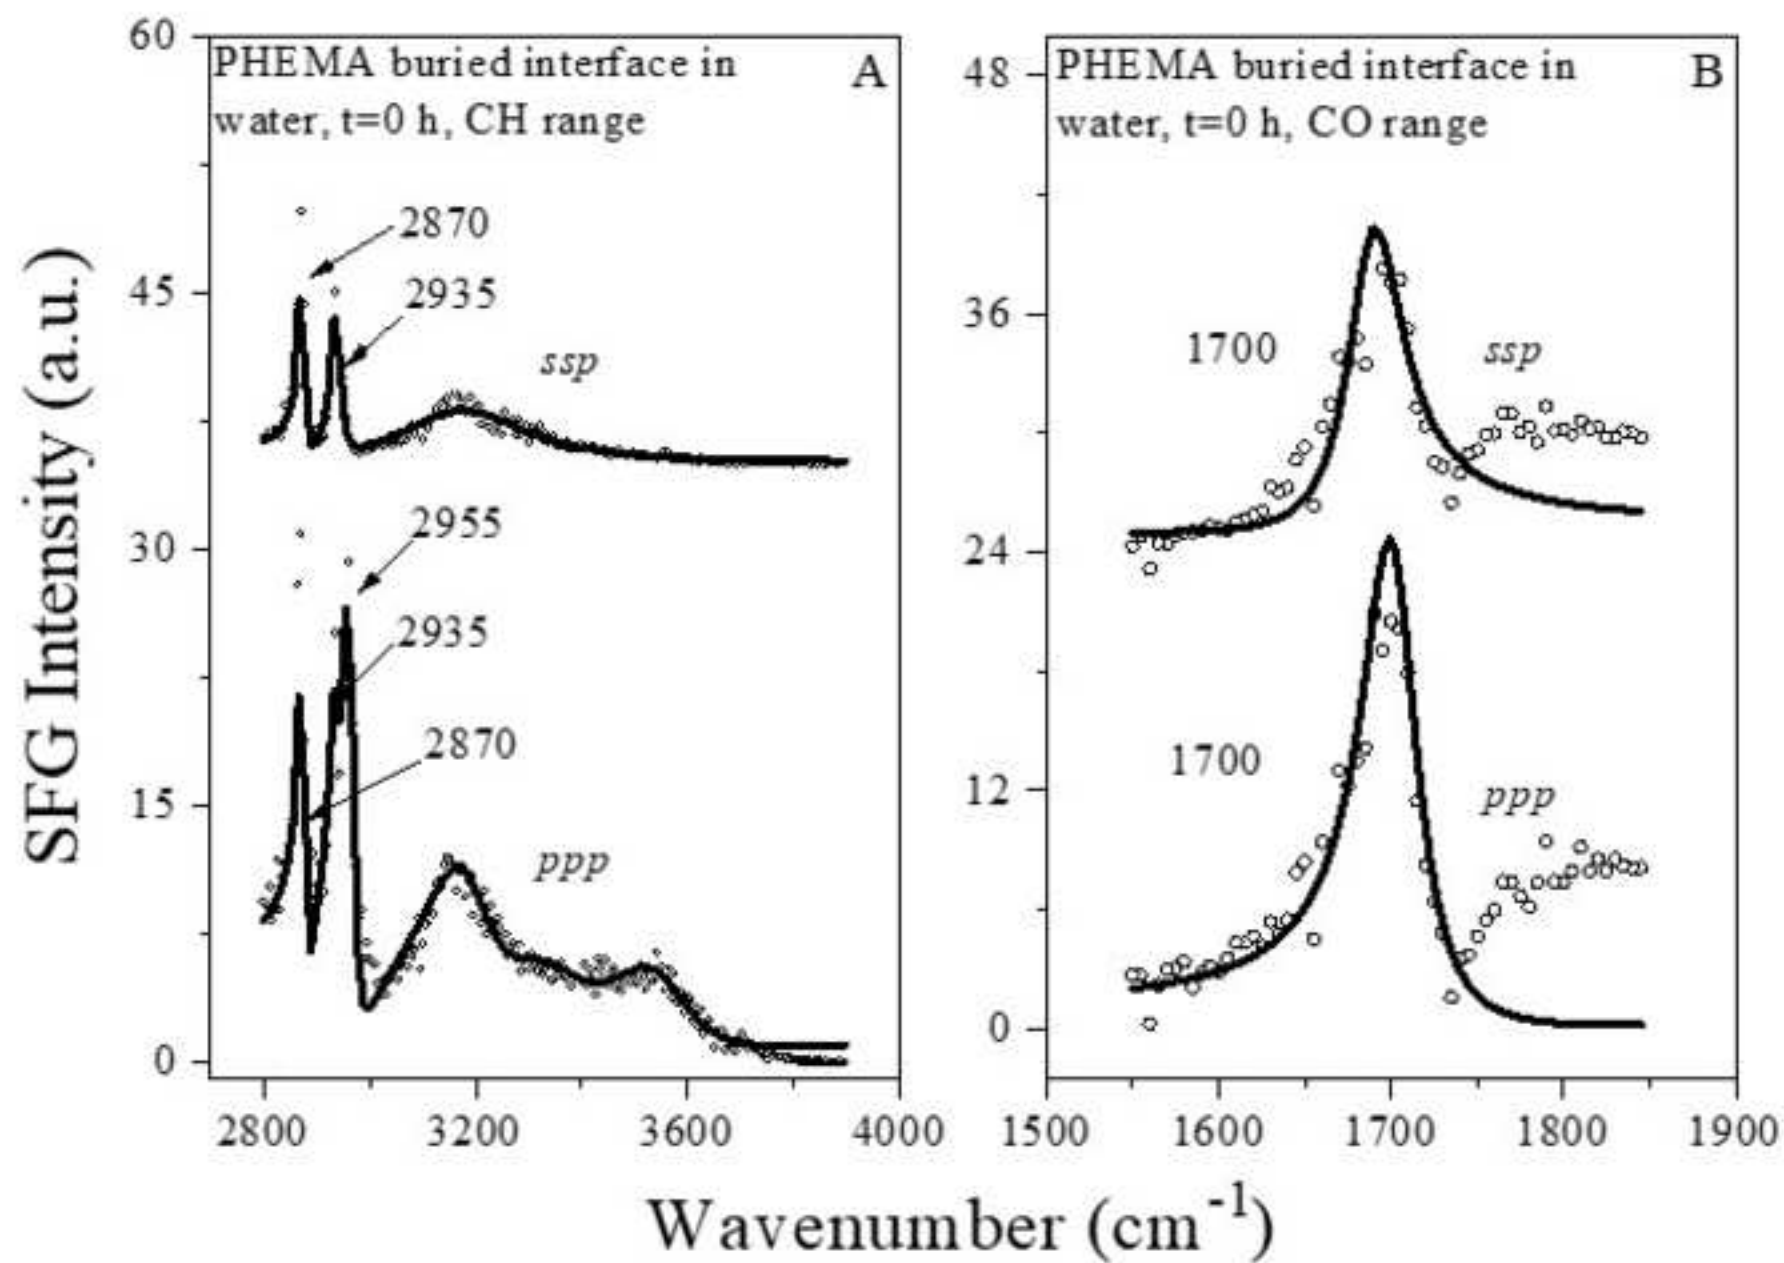 SFG Intensity (a.u.)
60
45
30
15
0
PHEMA buried interface in
water, t=0 h, CH range
A
2870
2935
ssp
2955
2935
2870
ppp
2800
3200
3600
4000
48
36
24
12
0
PHEMA buried interface in
water, t=0 h, CO range
B
1700
ssp
1700
ppp
1500
1600
1700
1800
1900
Wavenumber (cm⁻¹)